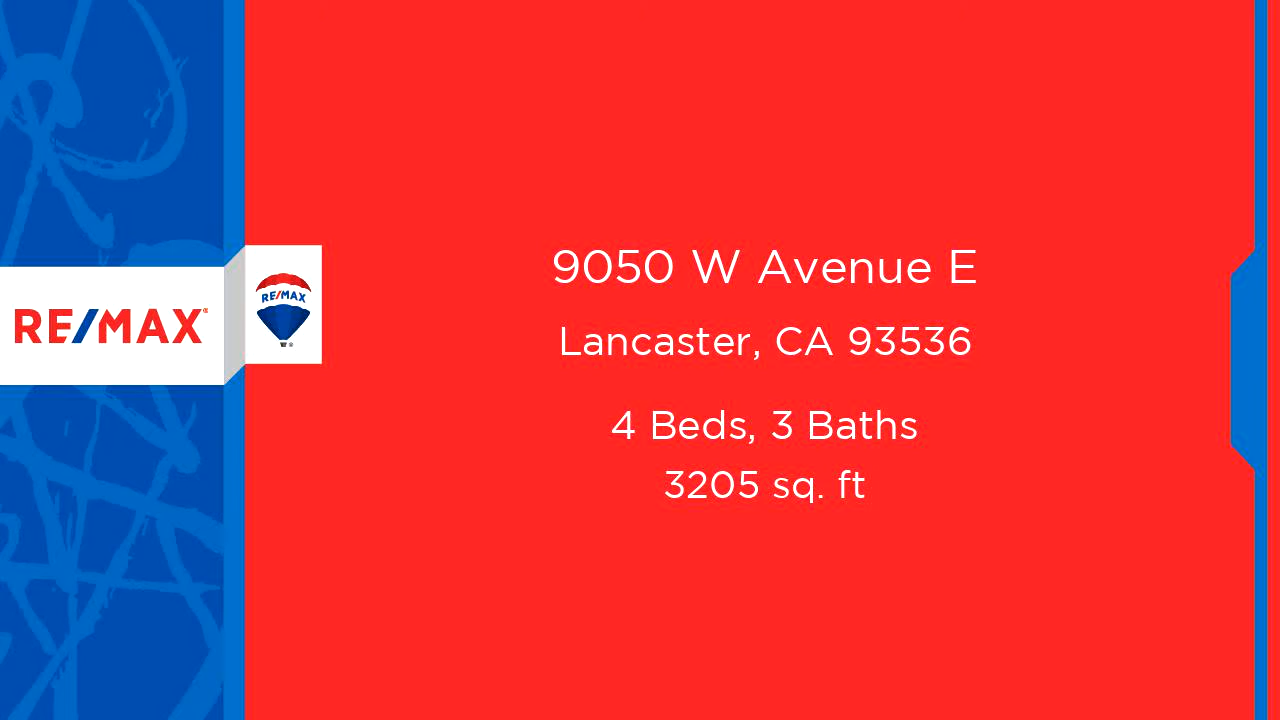 RE/MAX®
RE/MAX
9050 W Avenue E
Lancaster, CA 93536
4 Beds, 3 Baths
3205 sq. ft